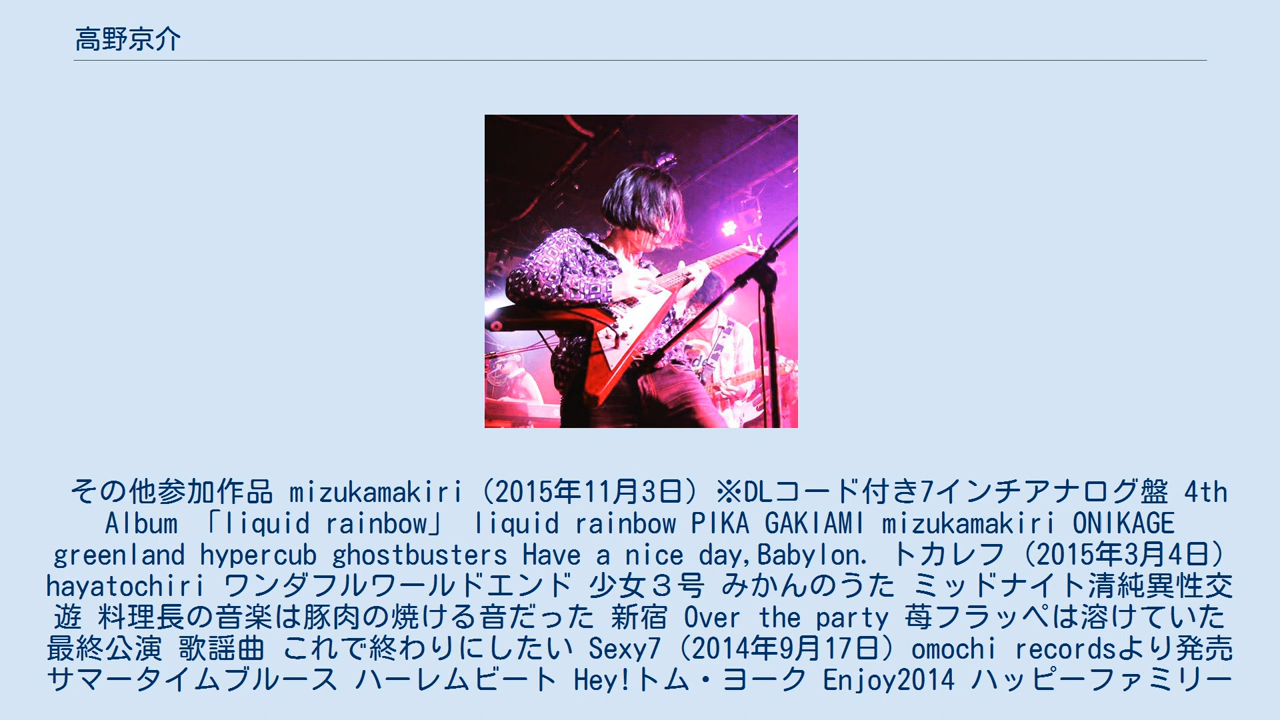 高野京介
その他参加作品 mizukamakiri（2015年11月3日）※DLコード付き7インチアナログ盤 4th
Album 「liquid rainbow」 liquid rainbow PIKA GAKIAMI mizukamakiri ONIKAGE
greenland hypercub ghostbusters Have a nice day,Babylon. トカレフ（2015年3月4日）
hayatochiri ワンダフルワールドエンド 少女３号 みかんのうた ミッドナイト清純異性交
遊 料理長の音楽は豚肉の焼ける音だった 新宿 Over the party 苺フラッペは溶けていた
最終公演 歌謡曲 これで終わりにしたい Sexy7（2014年9月17日）omochi recordsより発売
サマータイムブルース ハーレムビート Hey!トム・ヨーク Enjoy2014 ハッピーファミリー